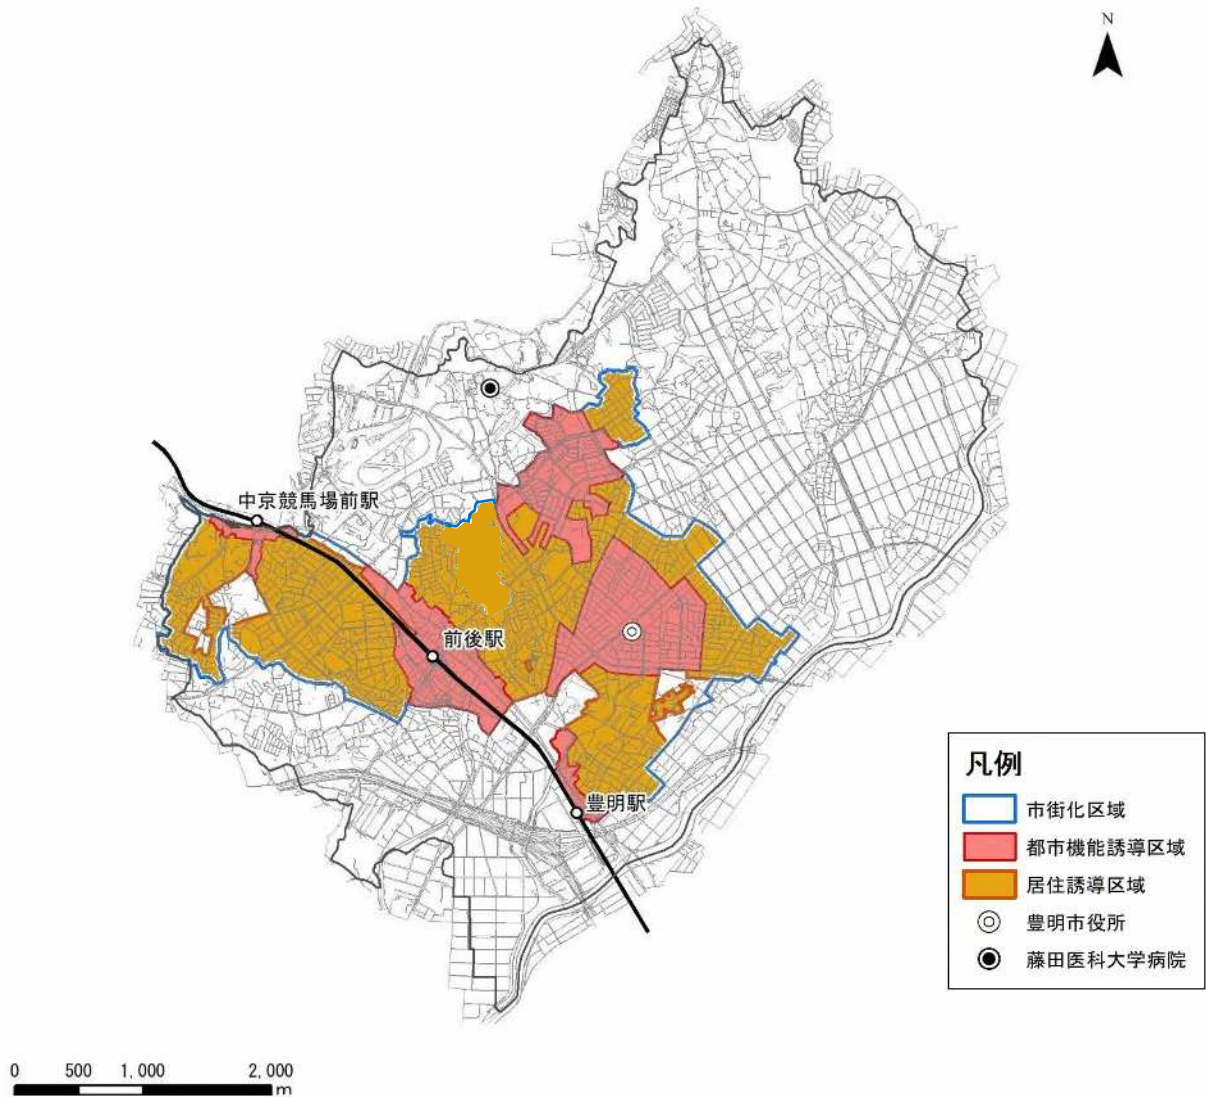 N
中京競馬場前駅
前後駅
豊明駅
凡例
市街化区域
都市機能誘導区域
居住誘導区域
豊明市役所
藤田医科大学病院
0 500 1,000 2,000
m